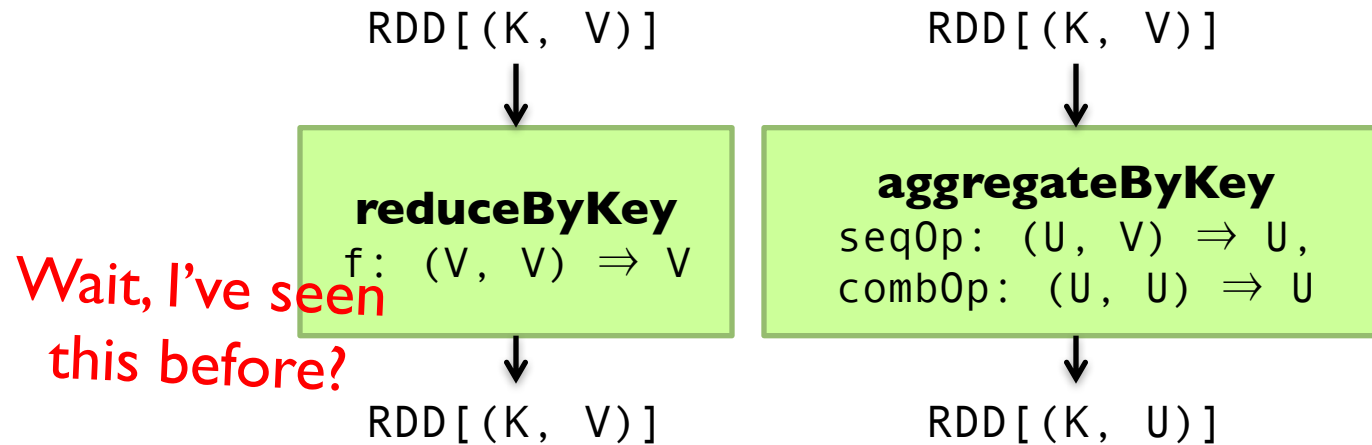 RDD[(K, V)]
reduceByKey
f: (V, V) ⇒ V
RDD[(K, V)]
Wait, I've seen
this before?
RDD[(K, V)]
aggregateByKey
seqOp: (U, V) ⇒ U,
combOp: (U, U) ⇒ U
RDD[(K, U)]